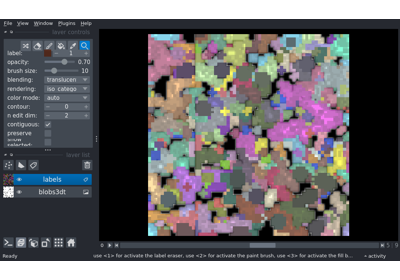 File View Window Plugins Help
layer controls
label: 1
opacity: 0.70
brush size: 10
blending: translucen
rendering: iso_catego
color mode: auto
contour: 0
n edit dim: 2
contiguous:
preserve
selected:
layer list
labels
blobs3dt
Ready
use <1> for activate the label eraser, use <2> for activate the paint brush, use <3> for activate the fill b...
activity